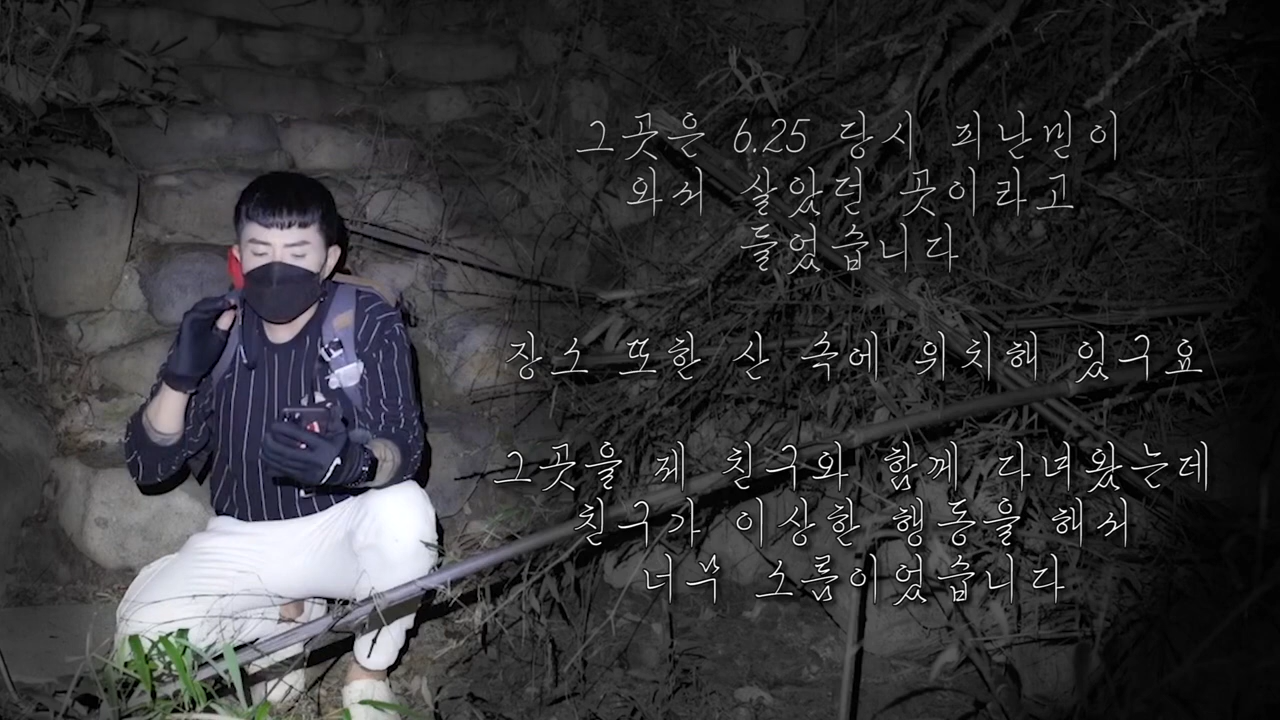 그곳은 6.25 당시 피난민이
와서 살았던 곳이라고
들었습니다
장소 또한 산 속에 위치해 있구요
그곳을 제 친구와 함께 다녀왔는데
친구가 이상한 행동을 해서
너무 소름이었습니다